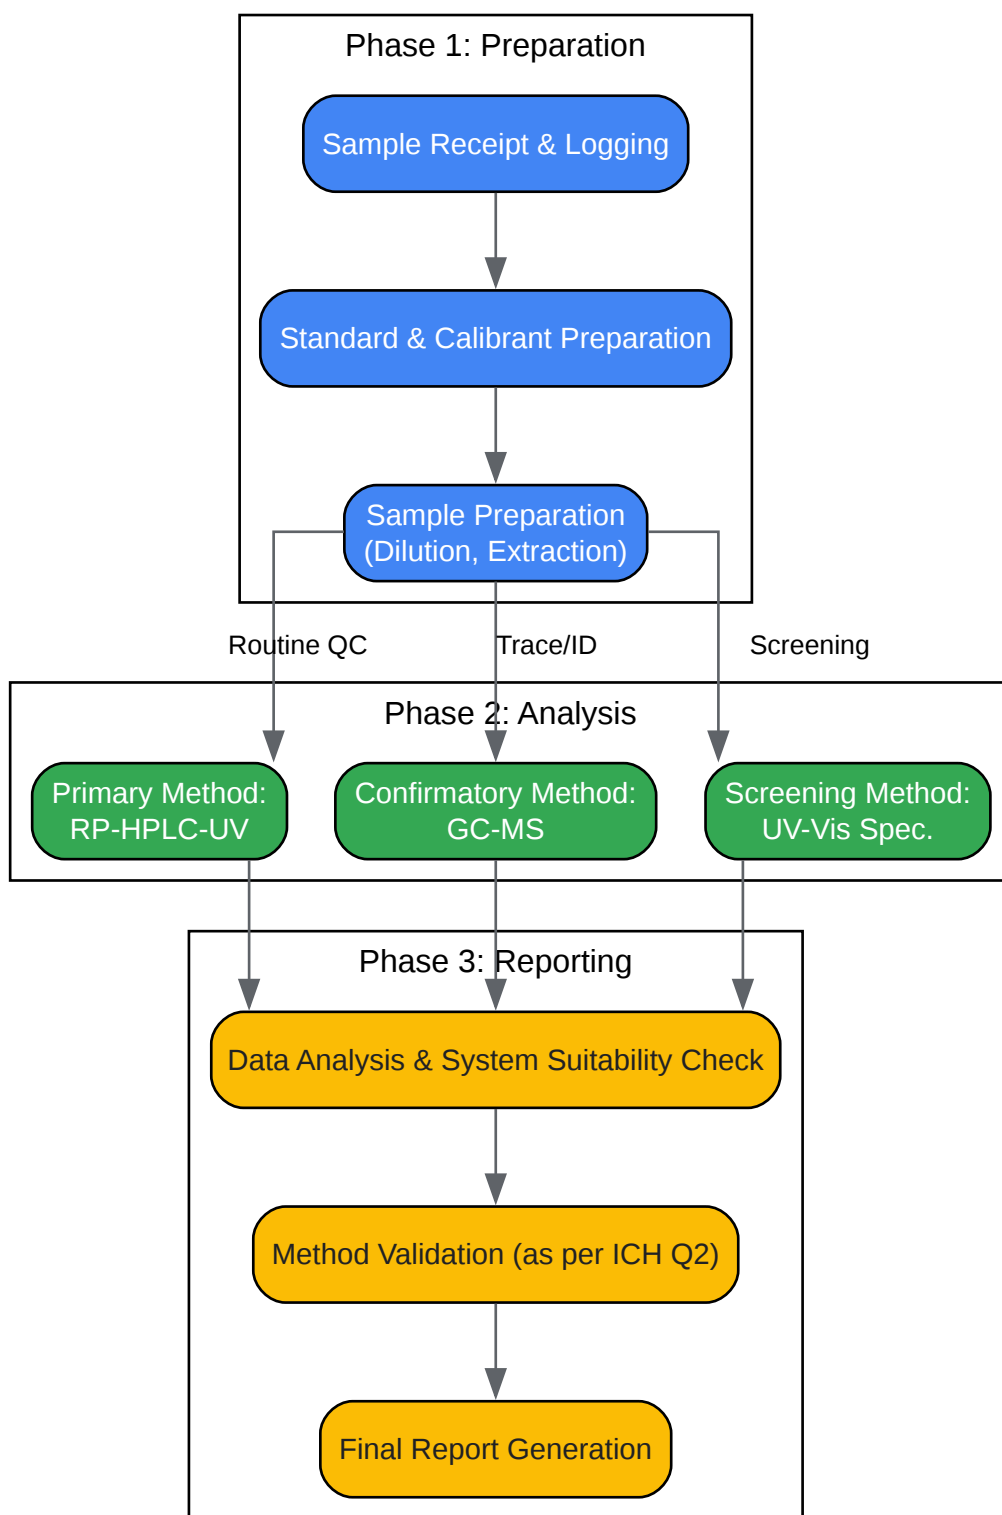 Phase 1: Preparation
Sample Receipt & Logging
Standard & Calibrant Preparation
Sample Preparation
(Dilution, Extraction)
Routine QC
Trace/ID
Screening
Phase 2: Analysis
Primary Method:
RP-HPLC-UV
Confirmatory Method:
GC-MS
Screening Method:
UV-Vis Spec.
Phase 3: Reporting
Data Analysis & System Suitability Check
Method Validation (as per ICH Q2)
Final Report Generation